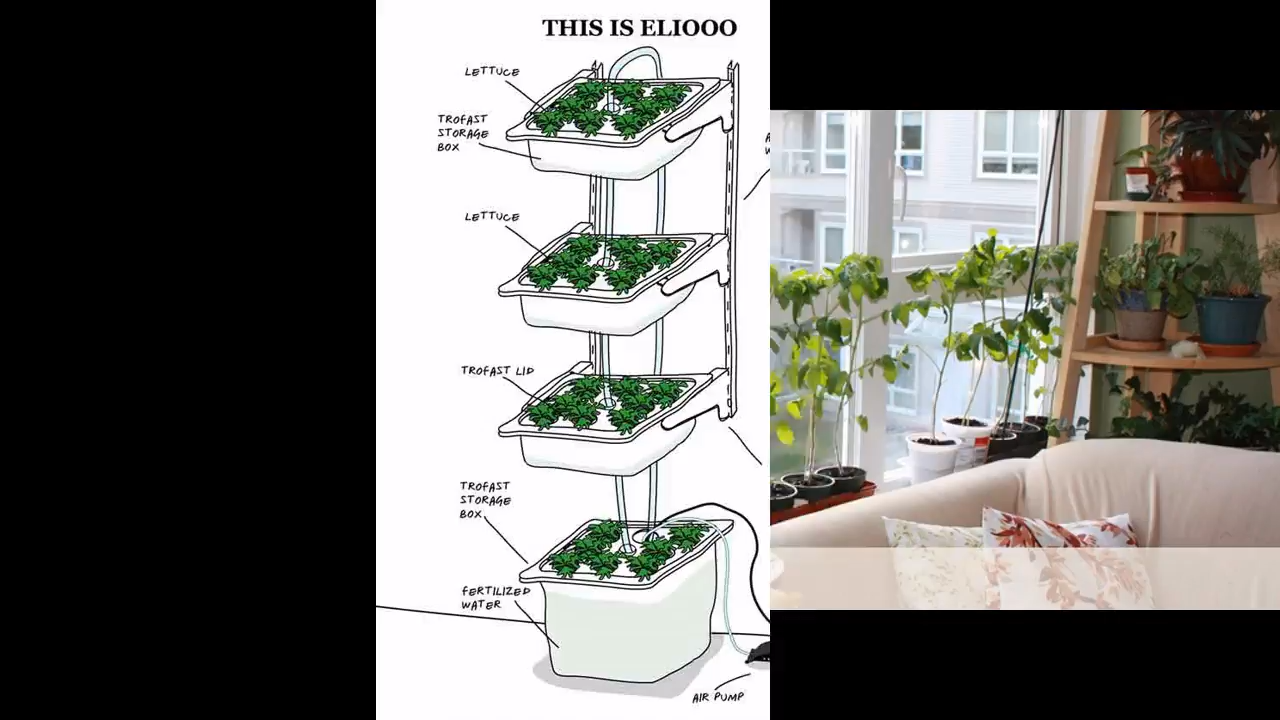 THIS IS ELIOOO
LETTUCE
TROFAST
STORAGE
BOX
LETTUCE
TROFAST LID
TROFAST
STORAGE
BOX
FERTILIZED
WATER
AIR PUMP